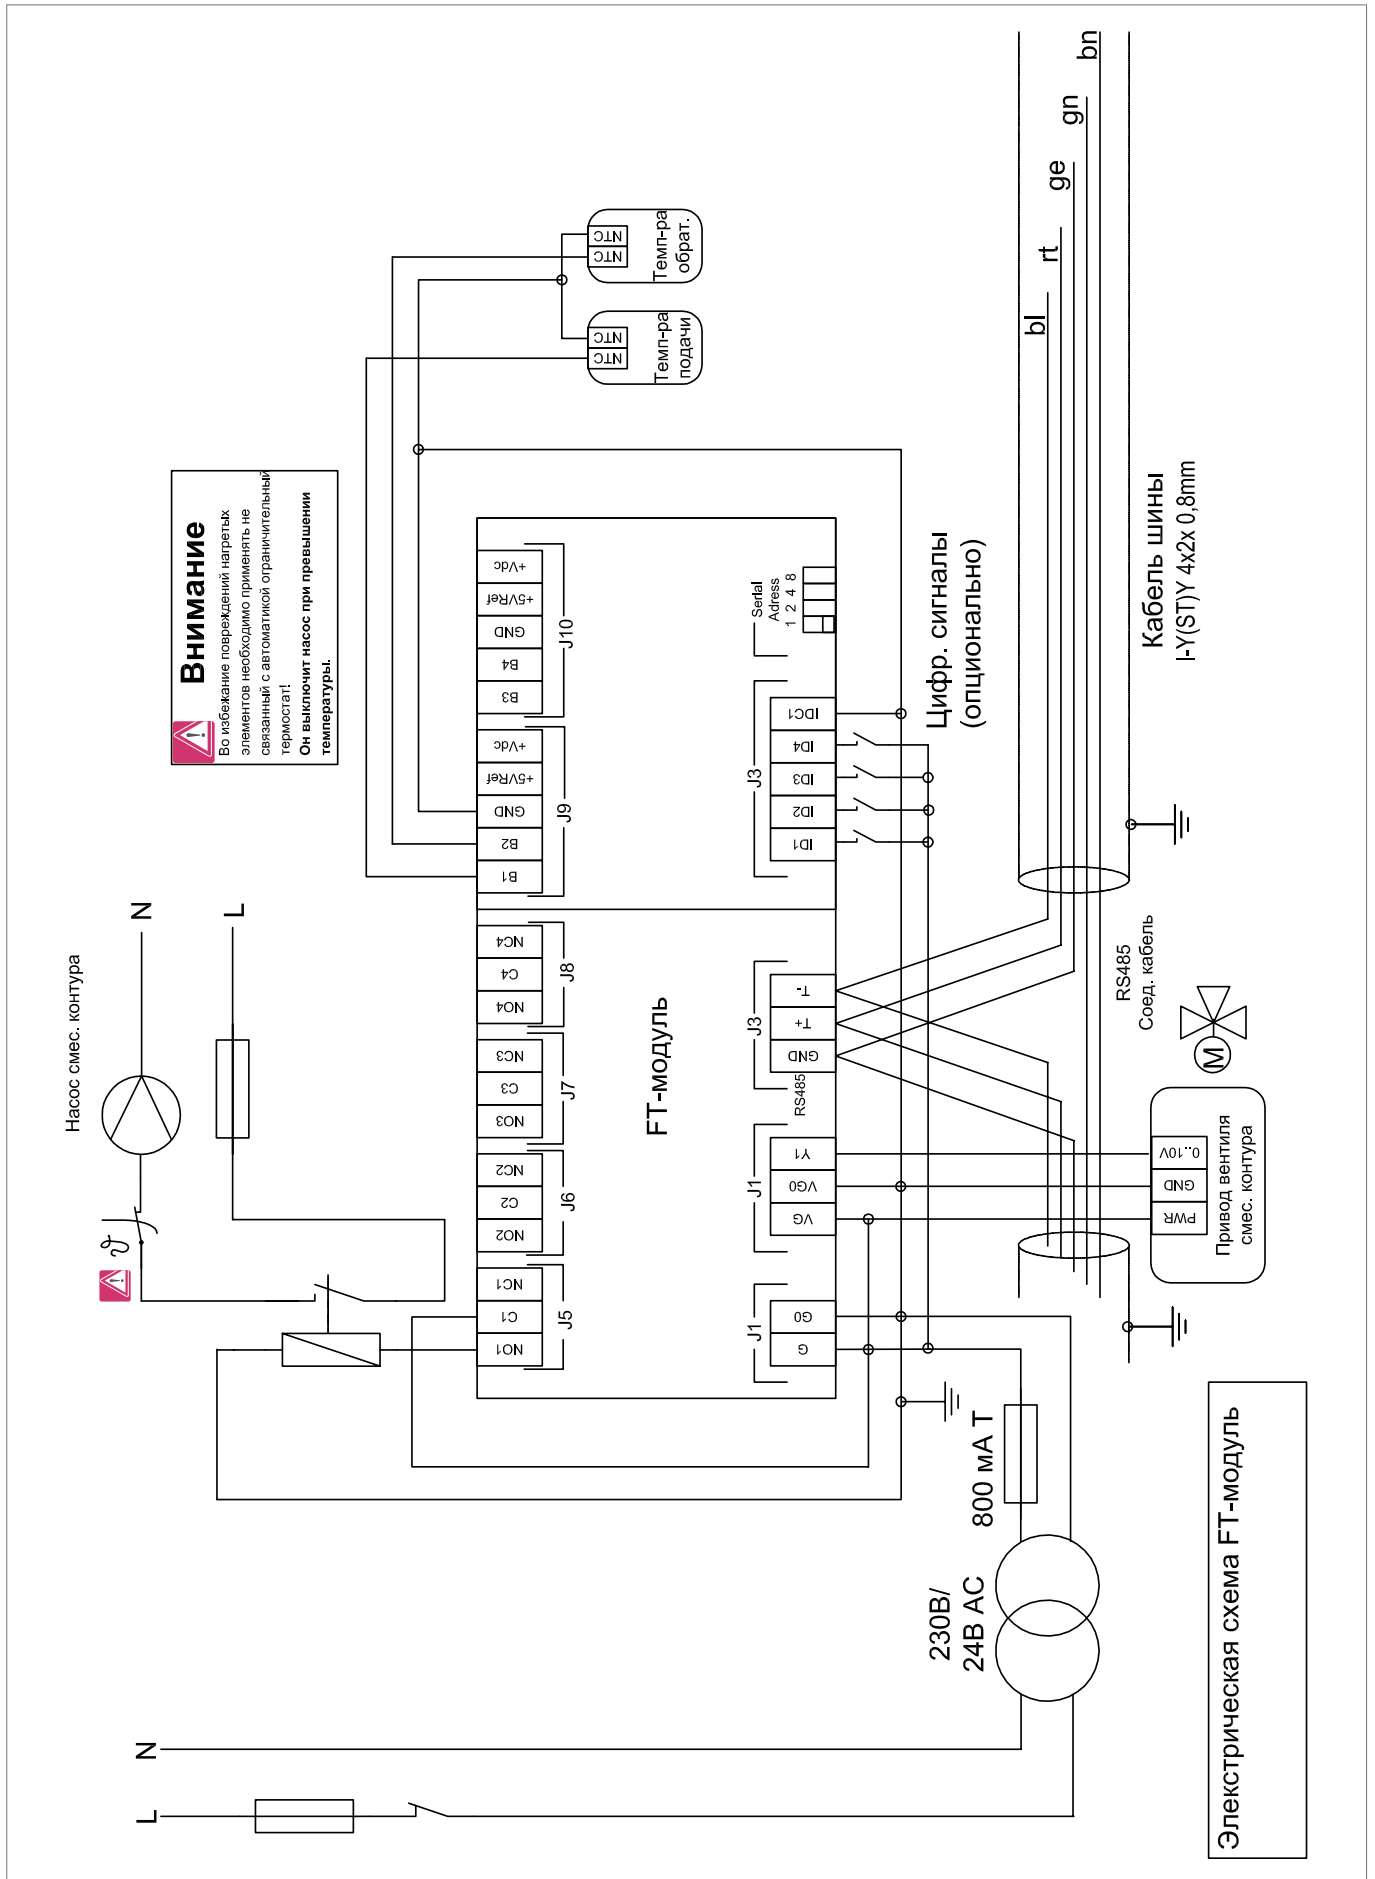 Насос смес. контура
N
L
Внимание
Во избежание повреждений нагретых
элементов необходимо применять не
связанный с автоматикой ограничительный
термостат!
Он выключит насос при превышении
температуры.
NO1
C1
NC1
J5
NO2
C2
NC2
J6
NO3
C3
NC3
J7
NO4
C4
NC4
J8
B1
B2
GND
+5VRef
+Vdc
J9
B3
B4
GND
+5VRef
+Vdc
J10
NTC
NTC
Темп-ра
подачи
NTC
NTC
Темп-ра
обрат.
FT-модуль
Serial
Adress
1 2 4 8
J1
G
G0
J1
VG
VG0
Y1
RS485
J3
GND
T+
T-
J3
ID1
ID2
ID3
ID4
IDC1
Цифр. сигналы
(опционально)
L
N
230В/
24В AC
800 мА Т
bl
rt
ge
gn
bn
RS485
Соед. кабель
Кабель шины
I-Y(ST)Y 4x2x 0,8mm
M
PWR
GND
0..10V
Привод вентиля
смес. контура
Элекстрическая схема FT-модуль